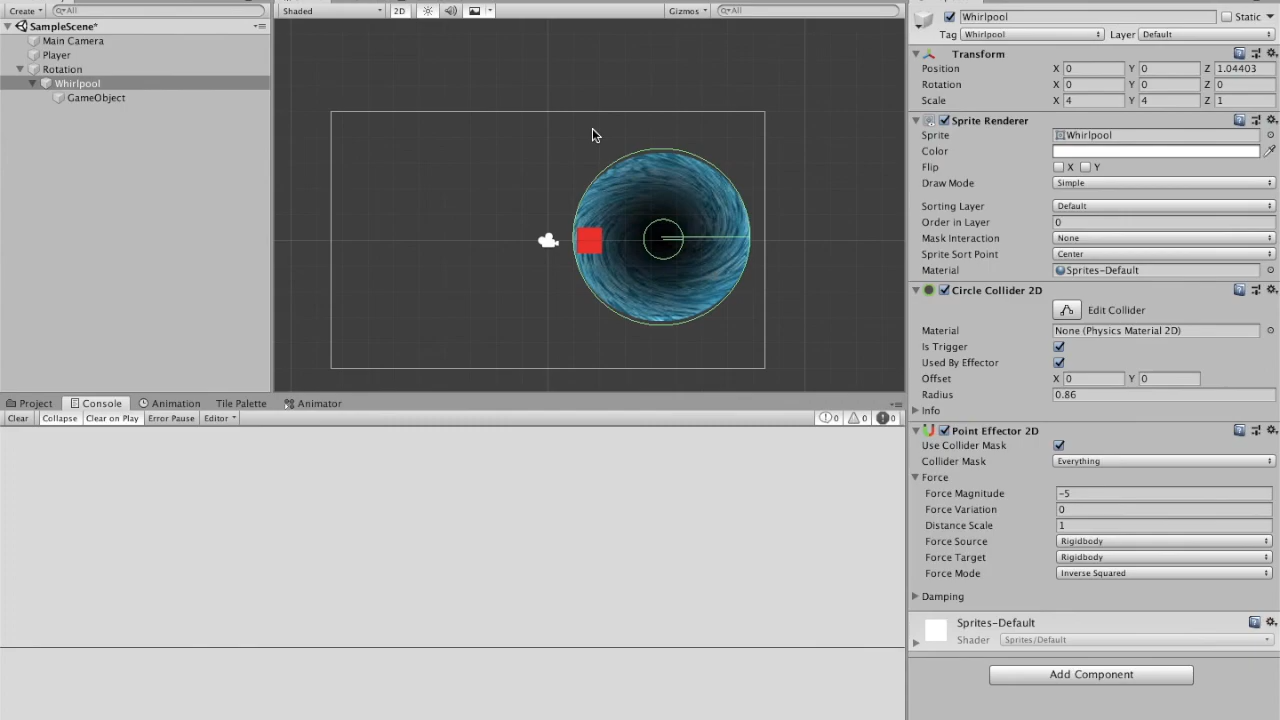 Create All
SampleScene*
Main Camera
Player
Rotation
Whirlpool
GameObject
Shaded 2D Gizmos All
Project Console Animation Tile Palette Animator
Clear Collapse Clear on Play Error Pause Editor 0 0 0
Whirlpool Static
Tag Whirlpool Layer Default
Transform
Position X 0 Y 0 Z 1.04403
Rotation X 0 Y 0 Z 0
Scale X 4 Y 4 Z 1
Sprite Renderer
Sprite Whirlpool
Color
Flip X Y
Draw Mode Simple
Sorting Layer Default
Order in Layer 0
Mask Interaction None
Sprite Sort Point Center
Material Sprites-Default
Circle Collider 2D
Edit Collider
Material None (Physics Material 2D)
Is Trigger
Used By Effector
Offset X 0 Y 0
Radius 0.86
Info
Point Effector 2D
Use Collider Mask
Collider Mask Everything
Force
Force Magnitude -5
Force Variation 0
Distance Scale 1
Force Source Rigidbody
Force Target Rigidbody
Force Mode Inverse Squared
Damping
Sprites-Default
Shader Sprites/Default
Add Component